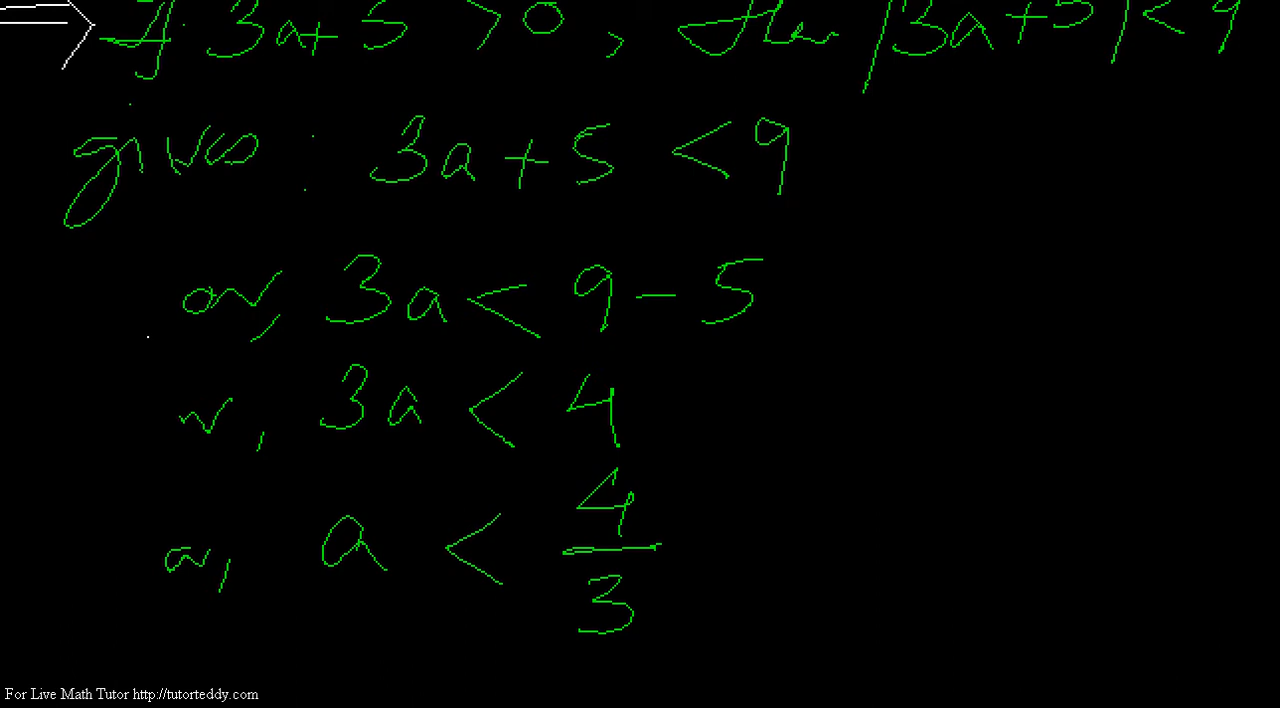 ⇒ If 3a+5 > 0, then |3a+5| < 9
gives : 3a + 5 < 9
or, 3a < 9 - 5
or, 3a < 4
or, a < 4/3
For Live Math Tutor http://tutorteddy.com